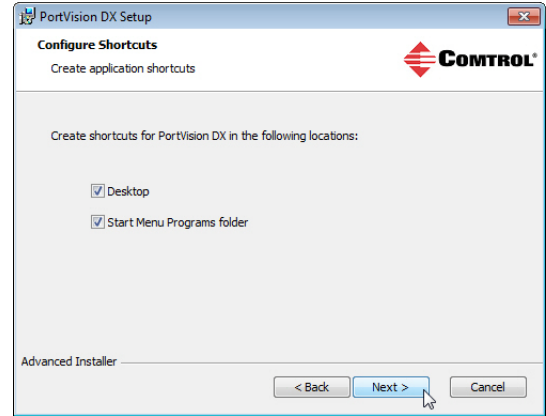 PortVision DX Setup
Configure Shortcuts
Create application shortcuts
COMTROL®
Create shortcuts for PortVision DX in the following locations:
Desktop
Start Menu Programs folder
Advanced Installer
< Back Next > Cancel